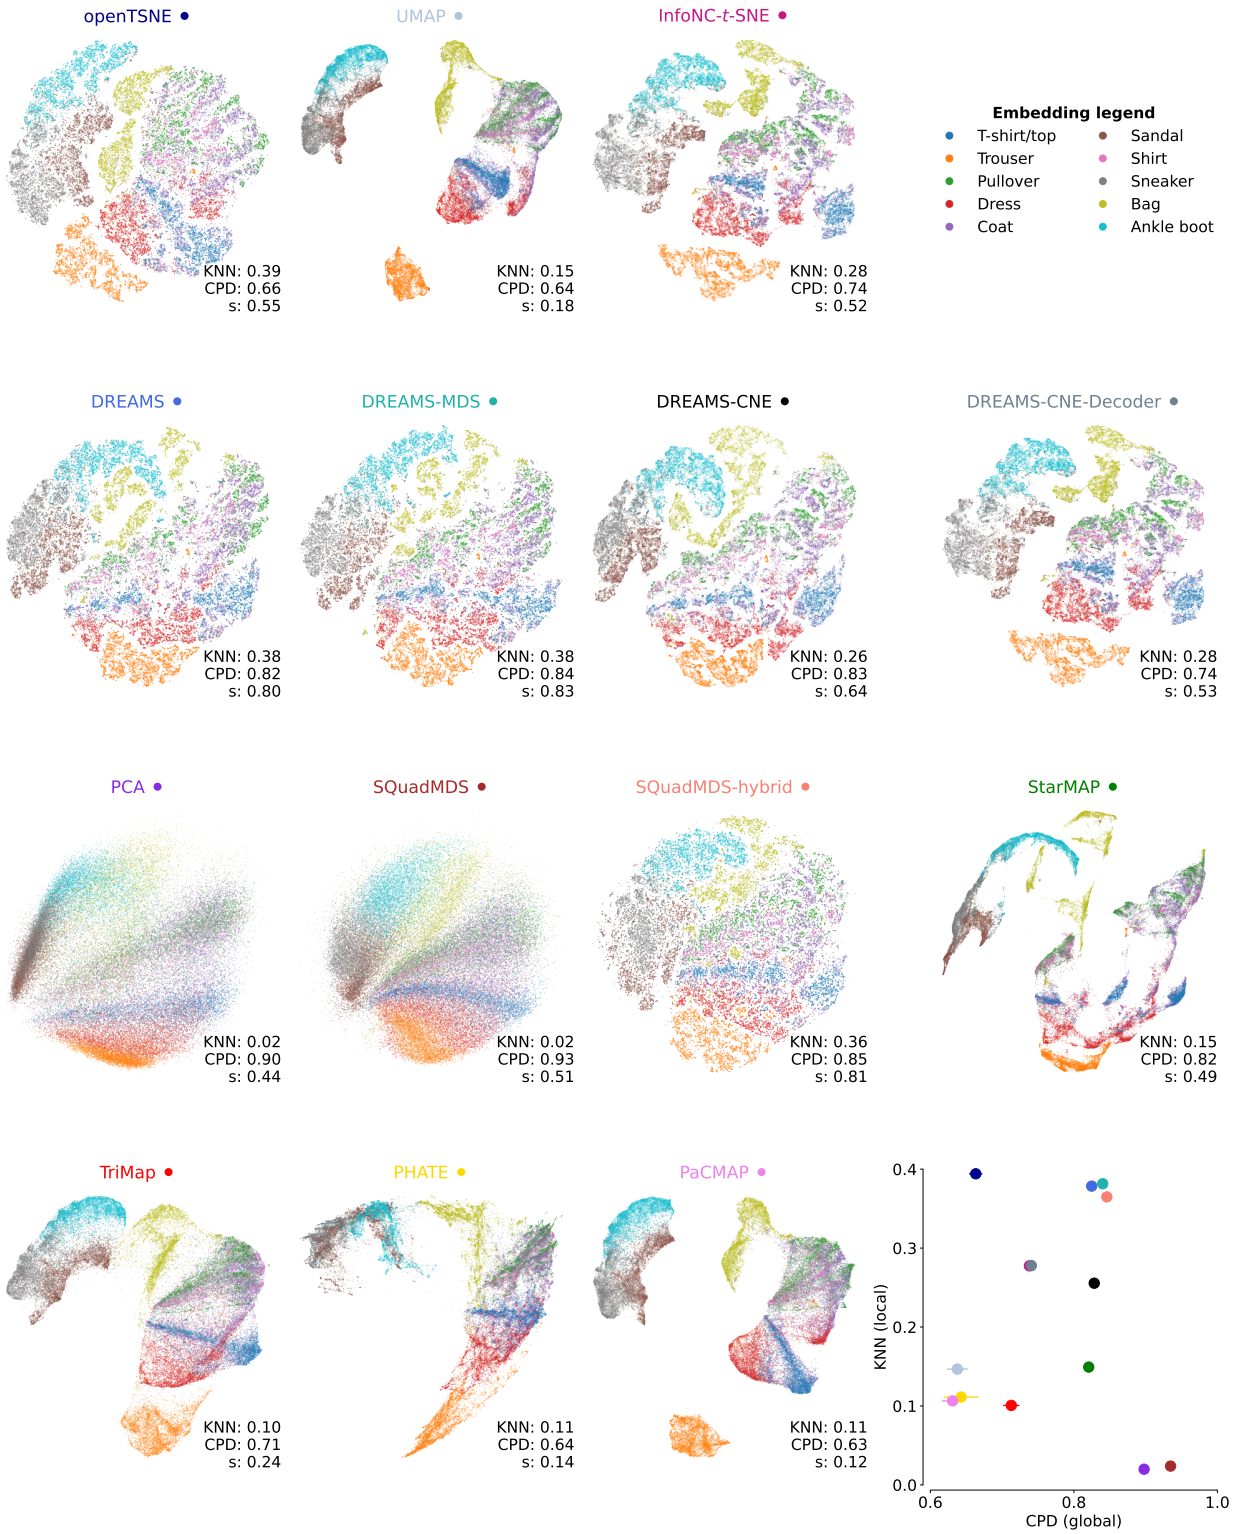 openTSNE
UMAP
InfoNC-t-SNE
Embedding legend
T-shirt/top
Sandal
Trouser
Shirt
Pullover
Sneaker
Dress
Bag
Coat
Ankle boot
KNN: 0.39
CPD: 0.66
s: 0.55
KNN: 0.15
CPD: 0.64
s: 0.18
KNN: 0.28
CPD: 0.74
s: 0.52
DREAMS
DREAMS-MDS
DREAMS-CNE
DREAMS-CNE-Decoder
KNN: 0.38
CPD: 0.82
s: 0.80
KNN: 0.38
CPD: 0.84
s: 0.83
KNN: 0.26
CPD: 0.83
s: 0.64
KNN: 0.28
CPD: 0.74
s: 0.53
PCA
SQuadMDS
SQuadMDS-hybrid
StarMAP
KNN: 0.02
CPD: 0.90
s: 0.44
KNN: 0.02
CPD: 0.93
s: 0.51
KNN: 0.36
CPD: 0.85
s: 0.81
KNN: 0.15
CPD: 0.82
s: 0.49
TriMap
PHATE
PaCMAP
KNN: 0.10
CPD: 0.71
s: 0.24
KNN: 0.11
CPD: 0.64
s: 0.14
KNN: 0.11
CPD: 0.63
s: 0.12
0.4
0.3
0.2
0.1
0.0
KNN (local)
0.6
0.8
1.0
CPD (global)